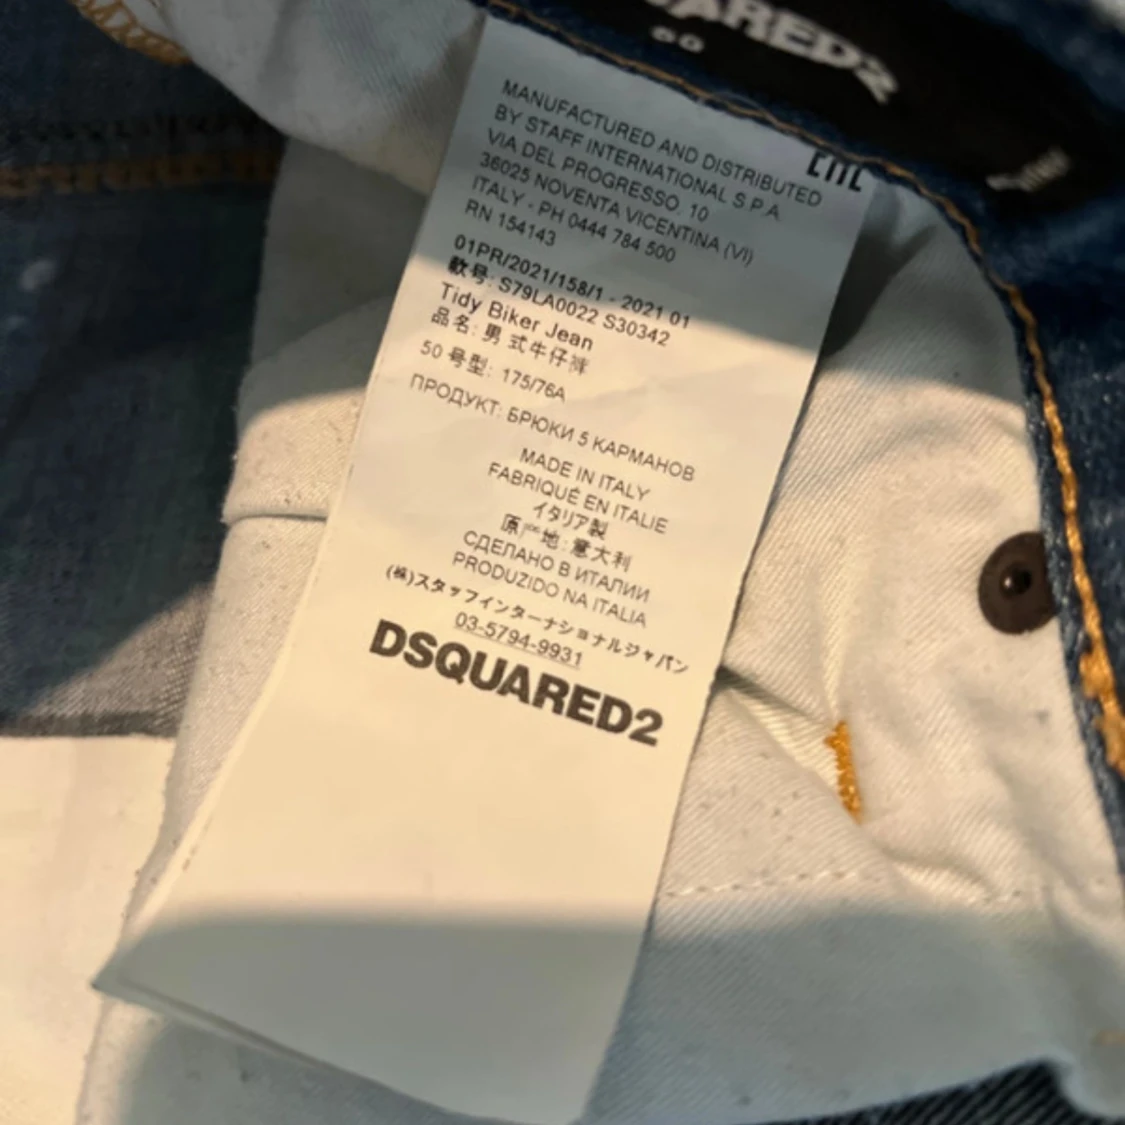 MANUFACTURED AND DISTRIBUTED
BY STAFF INTERNATIONAL S.P.A.
VIA DEL PROGRESSO, 10
36025 NOVENTA VICENTINA (VI)
ITALY - PH 0444 784 500
RN 154143
01PR/2021/158/1 - 2021 01
款号: S79LA0022 S30342
Tidy Biker Jean
品名: 男式牛仔裤
50 号型: 175/76A
ПРОДУКТ: БРЮКИ 5 КАРМАНОВ
MADE IN ITALY
FABRIQUÉ EN ITALIE
イタリア製
原 地: 意大利
СДЕЛАНО В ИТАЛИИ
PRODUZIDO NA ITALIA
(株)スタッフインターナショナルジャパン
03-5794-9931
DSQUARED2